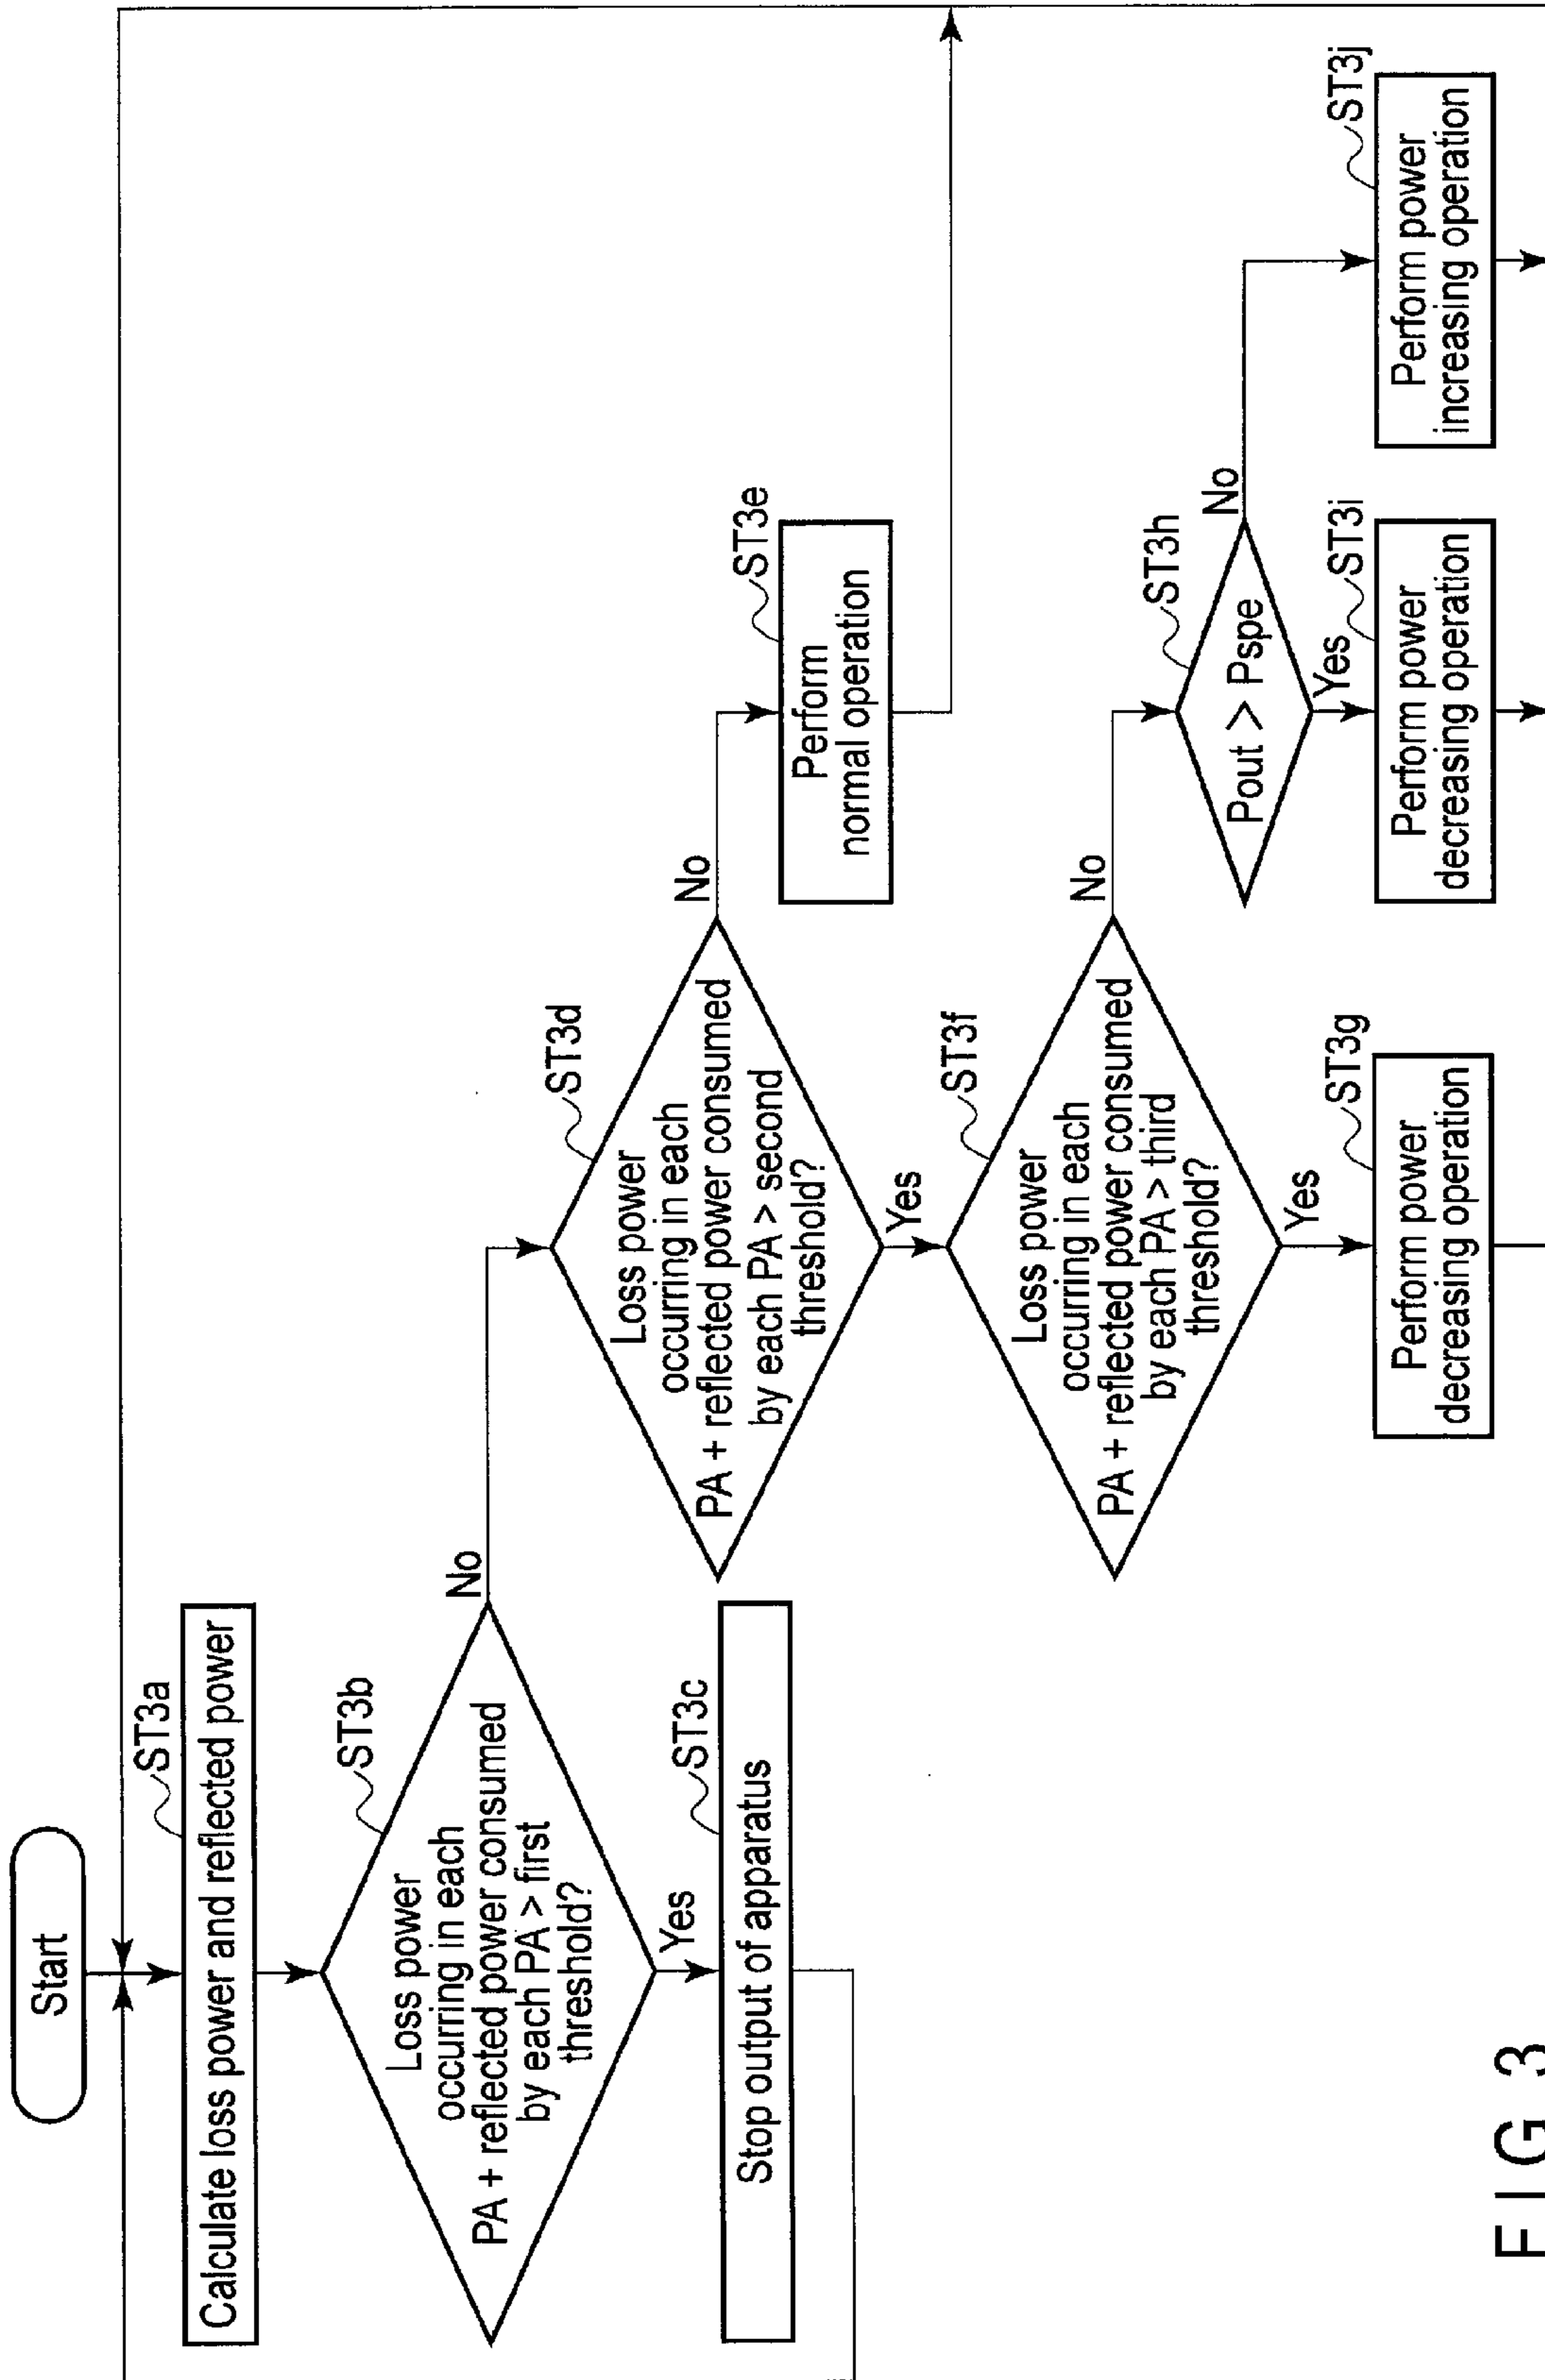 Start
ST3a
Calculate loss power and reflected power
ST3b
Loss power
occurring in each
PA + reflected power consumed
by each PA > first
threshold?
No
Yes
ST3c
Stop output of apparatus
ST3d
Loss power
occurring in each
PA + reflected power consumed
by each PA > second
threshold?
No
Yes
ST3e
Perform
normal operation
ST3f
Loss power
occurring in each
PA + reflected power consumed
by each PA > third
threshold?
No
Yes
ST3g
Perform power
decreasing operation
ST3h
Pout > Pspe
No
Yes
ST3i
Perform power
decreasing operation
ST3j
Perform power
increasing operation
FIG 3